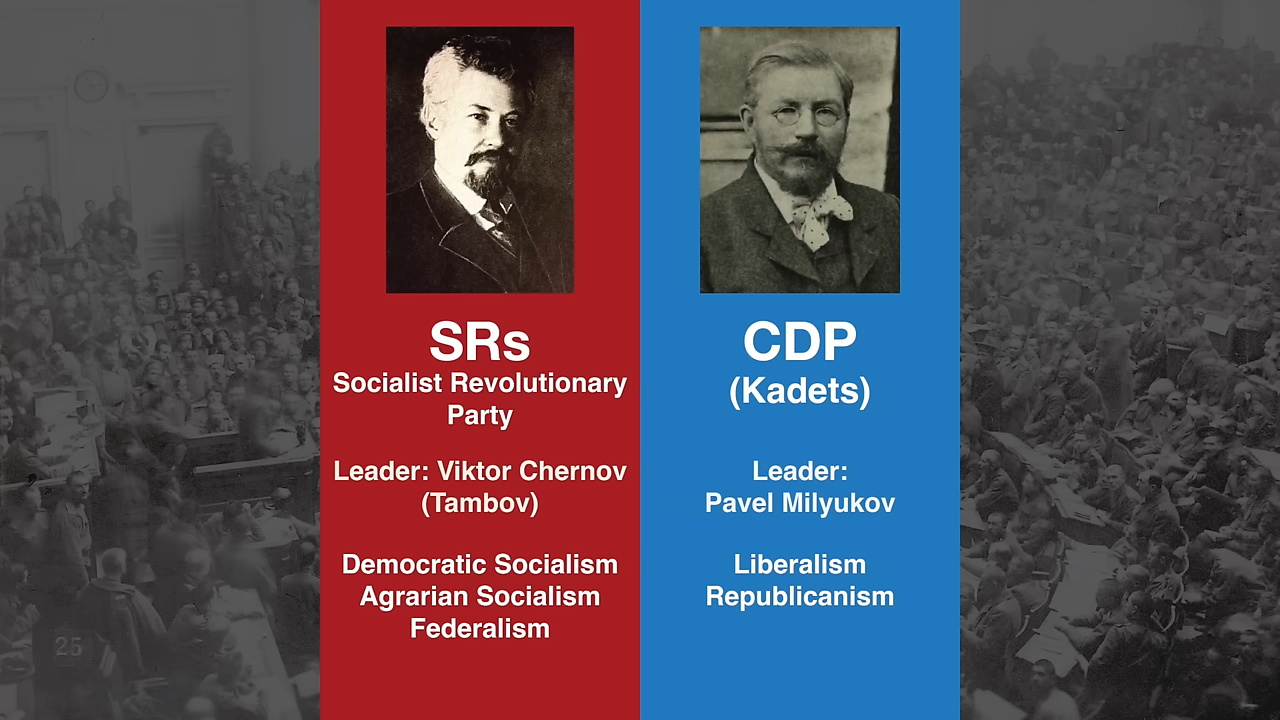 SRs
Socialist Revolutionary
Party
Leader: Viktor Chernov
(Tambov)
Democratic Socialism
Agrarian Socialism
Federalism
CDP
(Kadets)
Leader:
Pavel Milyukov
Liberalism
Republicanism
25